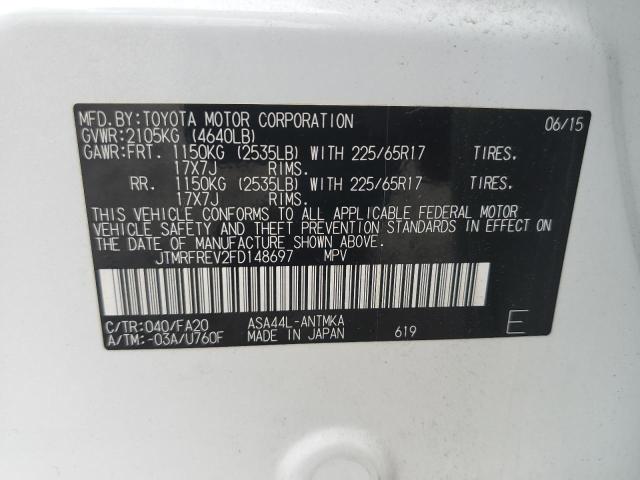 MFD.BY:TOYOTA MOTOR CORPORATION 06/15
GVWR:2105KG (4640LB)
GAWR:FRT. 1150KG (2535LB) WITH 225/65R17 TIRES.
17X7J RIMS.
RR. 1150KG (2535LB) WITH 225/65R17 TIRES.
17X7J RIMS.
THIS VEHICLE CONFORMS TO ALL APPLICABLE FEDERAL MOTOR
VEHICLE SAFETY AND THEFT PREVENTION STANDARDS IN EFFECT ON
THE DATE OF MANUFACTURE SHOWN ABOVE.
JTMRFREV2FD148697 MPV
C/TR:040/FA20 ASA44L-ANTMKA
A/TM:-03A/U760F MADE IN JAPAN 619 E